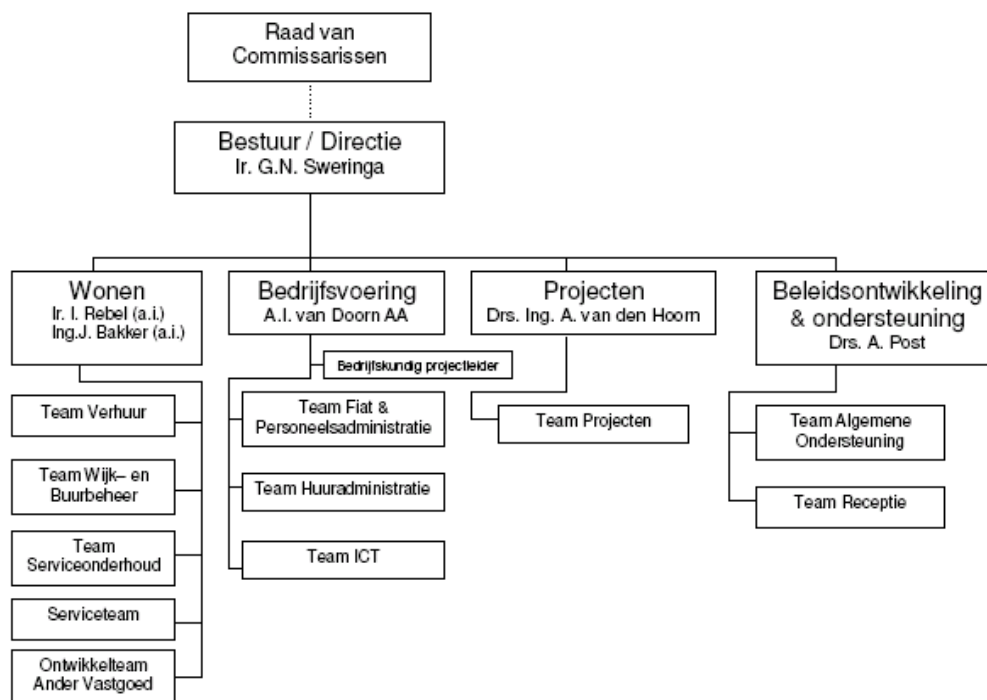 Raad van
Commissarissen
Bestuur / Directie
Ir. G.N. Sweringa
Wonen
Ir. I. Rebel (a.i.)
Ing.J. Bakker (a.i.)
Bedrijfsvoering
A.I. van Doorn AA
Projecten
Drs. Ing. A. van den Hoorn
Beleidsontwikkeling
& ondersteuning
Drs. A. Post
Team Verhuur
Team Wijk– en
Buurbeheer
Team
Serviceonderhoud
Serviceteam
Ontwikkelteam
Ander Vastgoed
Bedrijfskundig projectleider
Team Fiat &
Personeelsadministratie
Team Huuradministratie
Team ICT
Team Projecten
Team Algemene
Ondersteuning
Team Receptie